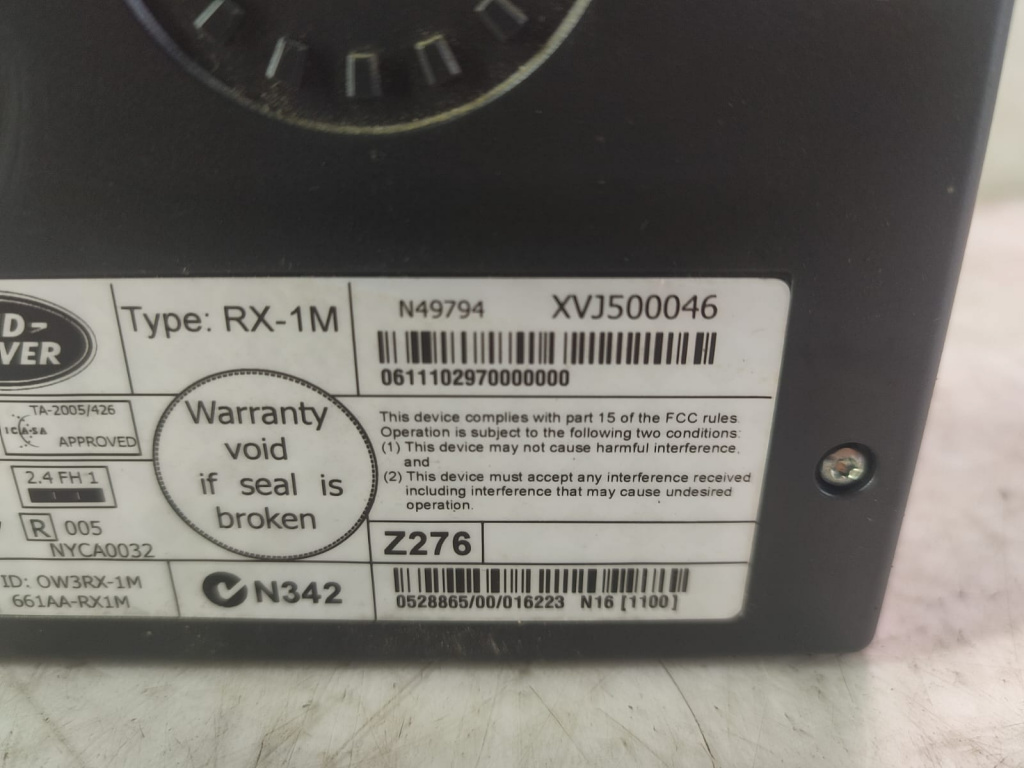 D-
VER
Type: RX-1M
N49794 XVJ500046
0611102970000000
TA-2005/426
ICASA
APPROVED
Warranty
void
if seal is
broken
This device complies with part 15 of the FCC rules.
Operation is subject to the following two conditions:
(1) This device may not cause harmful interference,
and
(2) This device must accept any interference received
including interference that may cause undesired
operation.
2.4 FH 1
R 005
NYCA0032
Z276
ID: OW3RX-1M
661AA-RX1M
N342
0528865/00/016223 N16 [1100]